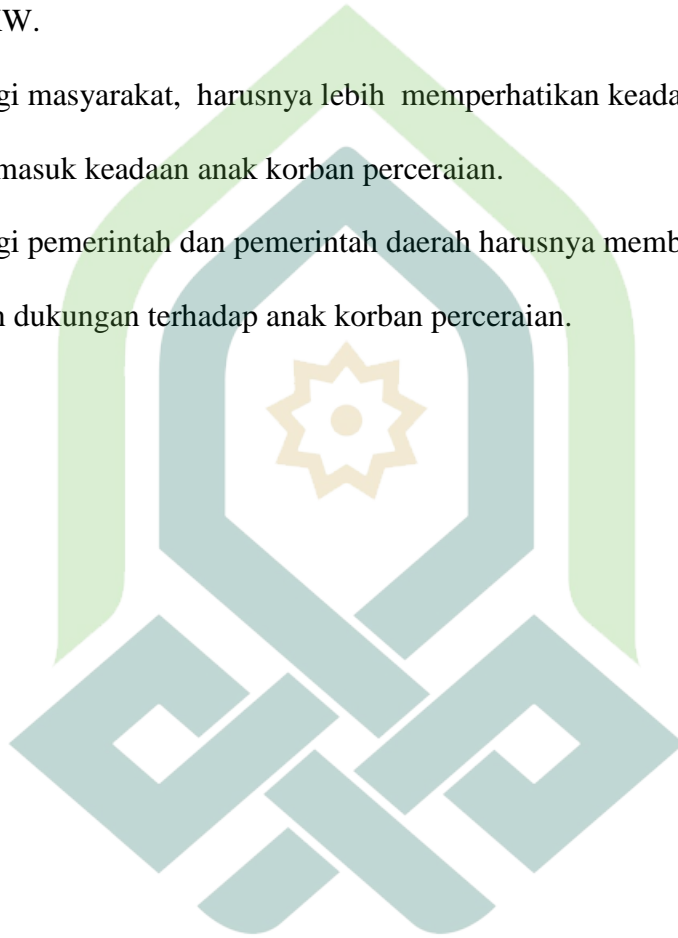 gi masyarakat, harusnya lebih memperhatikan keada
masuk keadaan anak korban perceraian.
gi pemerintah dan pemerintah daerah harusnya memb
n dukungan terhadap anak korban perceraian.